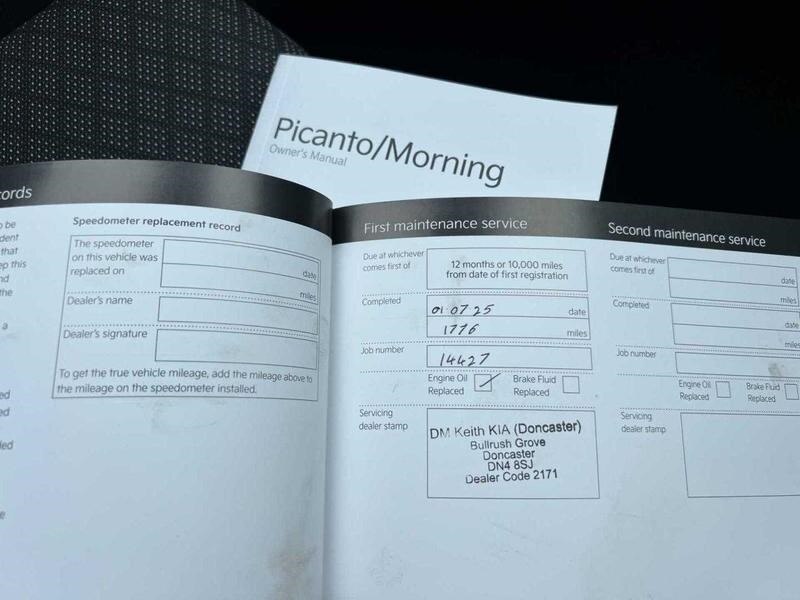 Picanto/Morning
Owner's Manual
cords
Speedometer replacement record
The speedometer
on this vehicle was
replaced on
date
miles
Dealer's name
Dealer's signature
To get the true vehicle mileage, add the mileage above to
the mileage on the speedometer installed.
First maintenance service
Due at whichever
comes first of
12 months or 10,000 miles
from date of first registration
Completed
01 07 25 date
1776 miles
Job number
14427
Engine Oil
Replaced
Brake Fluid
Replaced
Servicing
dealer stamp
DM Keith KIA (Doncaster)
Bullrush Grove
Doncaster
DN4 8SJ
Dealer Code 2171
Second maintenance service
Due at whichever
comes first of
date
miles
Completed
date
miles
Job number
Engine Oil
Replaced
Brake Fluid
Replaced
Servicing
dealer stamp